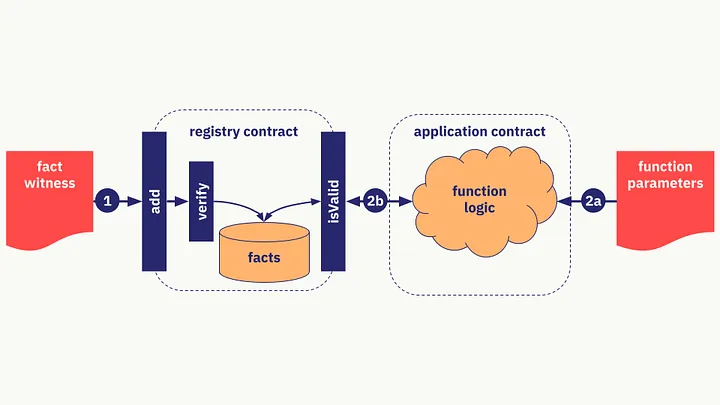 registry contract
application contract
fact
witness
1
add
verify
facts
isValid
2b
function
logic
2a
function
parameters